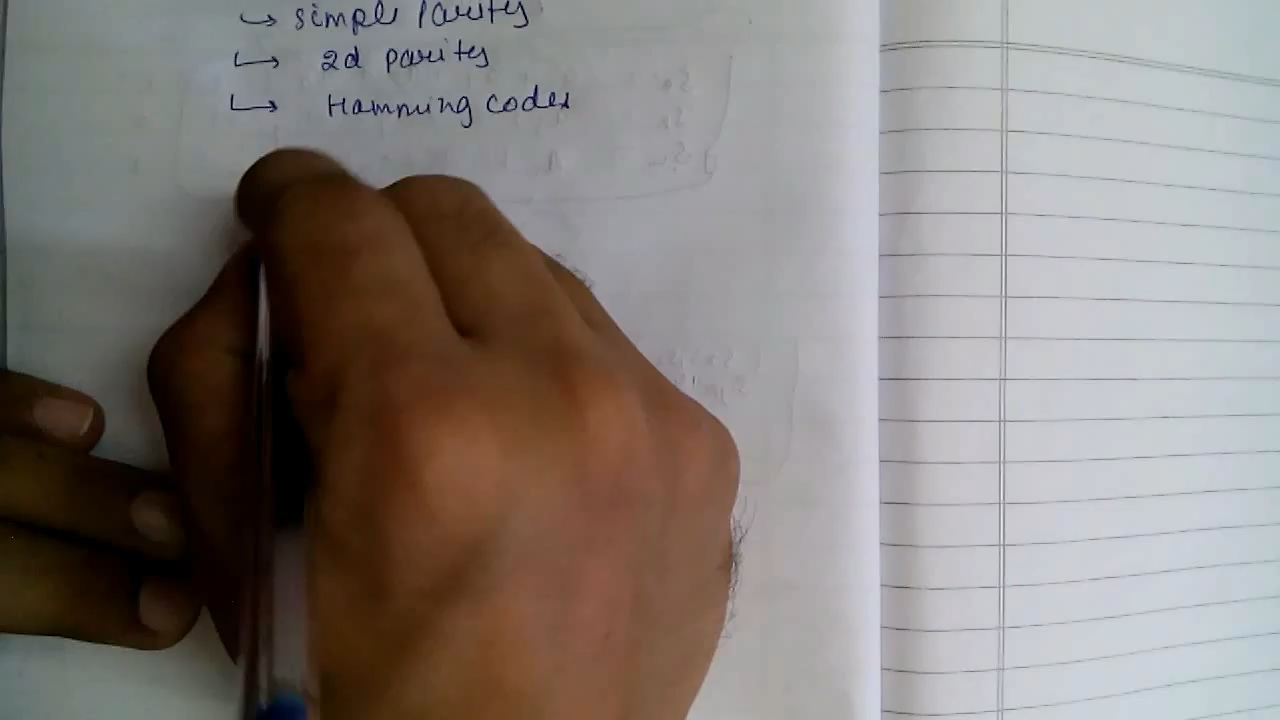 ↳ simple Parity
↳ 2d parity
↳ Hamming codes